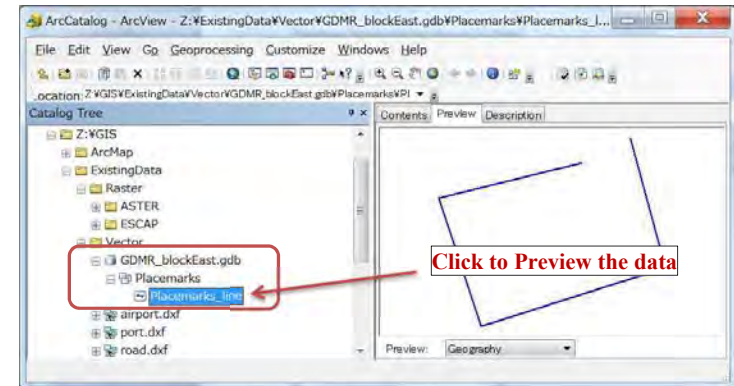 ArcCatalog - ArcView - Z:¥ExistingData¥Vector¥GDMR_blockEast.gdb¥Placemarks¥Placemarks_l...
File Edit View Go Geoprocessing Customize Windows Help
ocation: Z:¥GIS¥ExistingData¥Vector¥GDMR_blockEast.gdb¥Placemarks¥Pl
Catalog Tree
Contents Preview Description
Z:¥GIS
ArcMap
ExistingData
Raster
ASTER
ESCAP
Vector
GDMR_blockEast.gdb
Placemarks
Placemarks_line
airport.dxf
port.dxf
road.dxf
Click to Preview the data
Preview: Geography